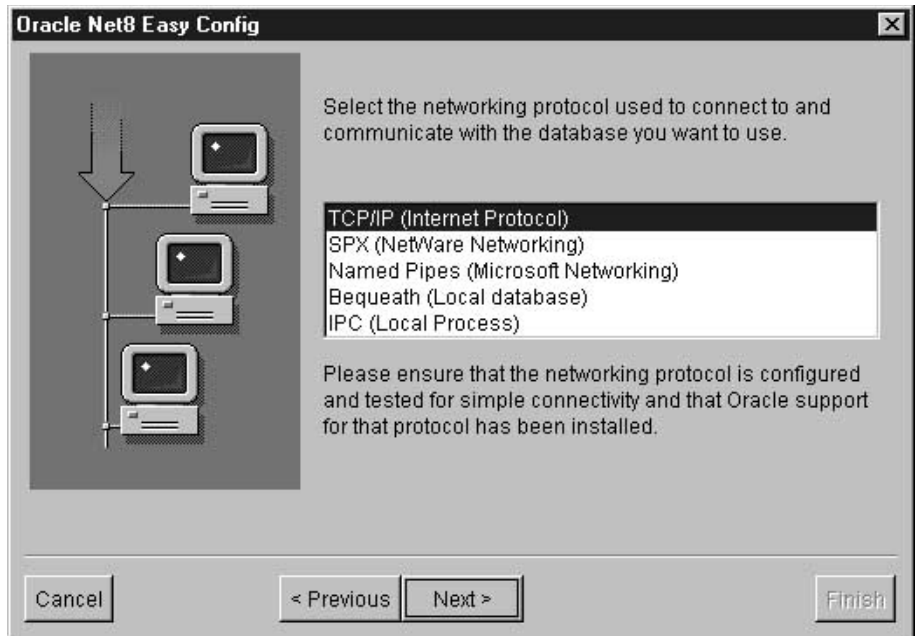 Oracle Net8 Easy Config
Select the networking protocol used to connect to and
communicate with the database you want to use.
TCP/IP (Internet Protocol)
SPX (NetWare Networking)
Named Pipes (Microsoft Networking)
Bequeath (Local database)
IPC (Local Process)
Please ensure that the networking protocol is configured
and tested for simple connectivity and that Oracle support
for that protocol has been installed.
Cancel
< Previous
Next >
Finish